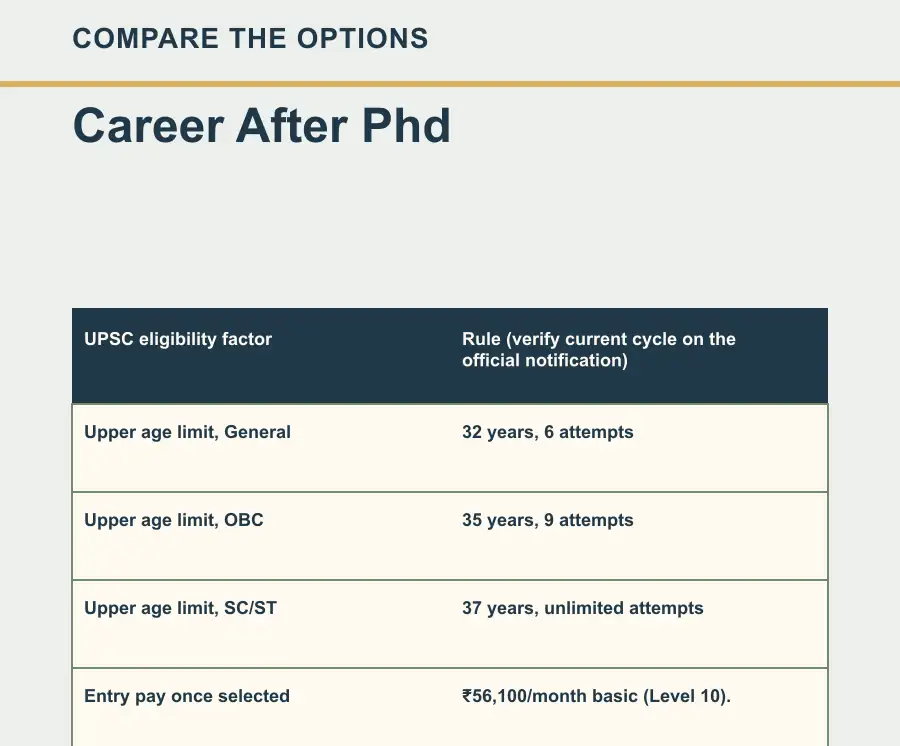 COMPARE THE OPTIONS
Career After Phd
UPSC eligibility factor
Rule (verify current cycle on the
official notification)
Upper age limit, General
32 years, 6 attempts
Upper age limit, OBC
35 years, 9 attempts
Upper age limit, SC/ST
37 years, unlimited attempts
Entry pay once selected
₹56,100/month basic (Level 10).